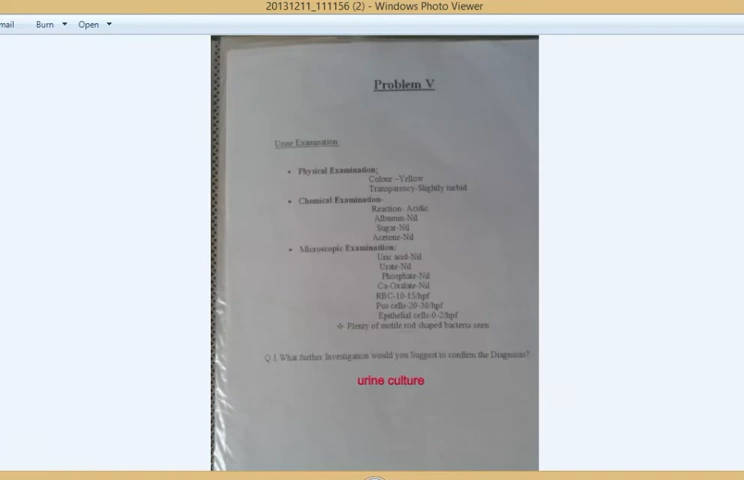 20131211_111156 (2) - Windows Photo Viewer
mail Burn Open
Problem V
Urine Examination
• Physical Examination:
Colour –Yellow
Transparency-Slightly turbid
• Chemical Examination-
Reaction- Acidic
Albumin-Nil
Sugar-Nil
Acetone-Nil
• Microscopic Examination:
Uric acid-Nil
Urate-Nil
Phosphate-Nil
Ca-Oxalate-Nil
RBC-10-15/hpf
Pus cells-20-30/hpf
Epithelial cells-0-2/hpf
❖ Plenty of motile rod shaped bacteria seen
Q 1 What further Investigation would you Suggest to confirm the Diagnosis?
urine culture